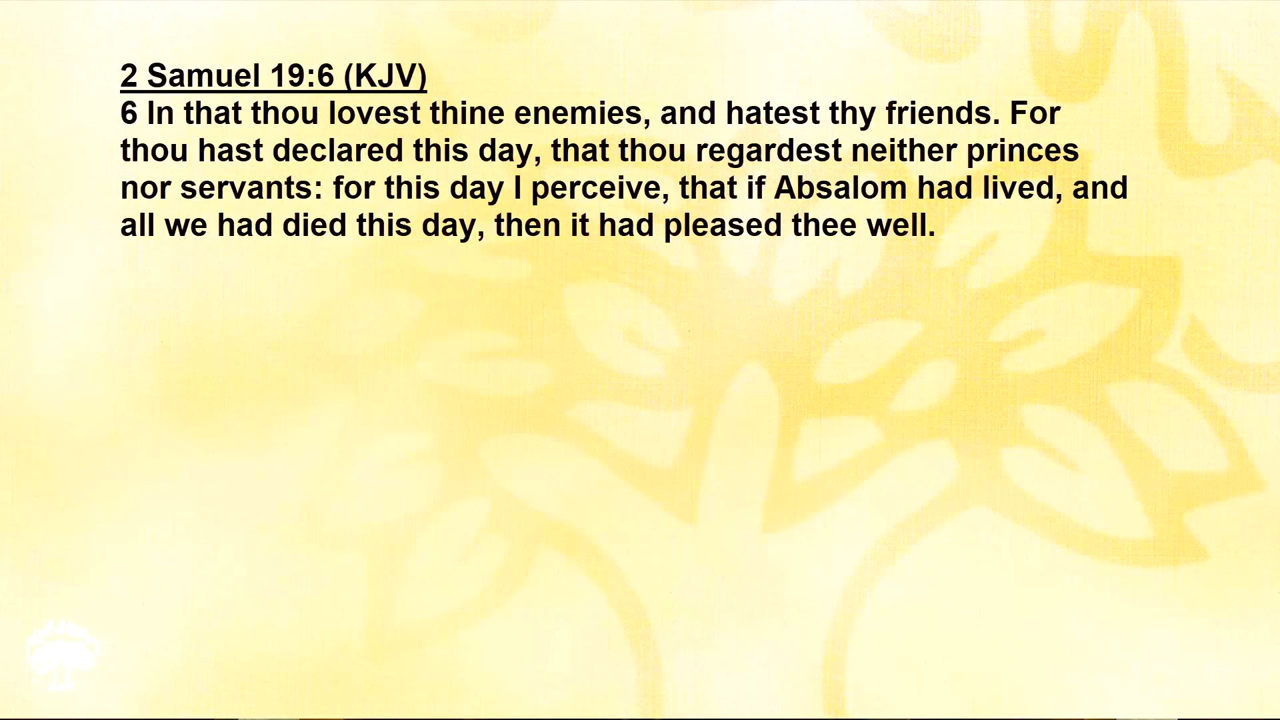 2 Samuel 19:6 (KJV)
6 In that thou lovest thine enemies, and hatest thy friends. For
thou hast declared this day, that thou regardest neither princes
nor servants: for this day I perceive, that if Absalom had lived, and
all we had died this day, then it had pleased thee well.